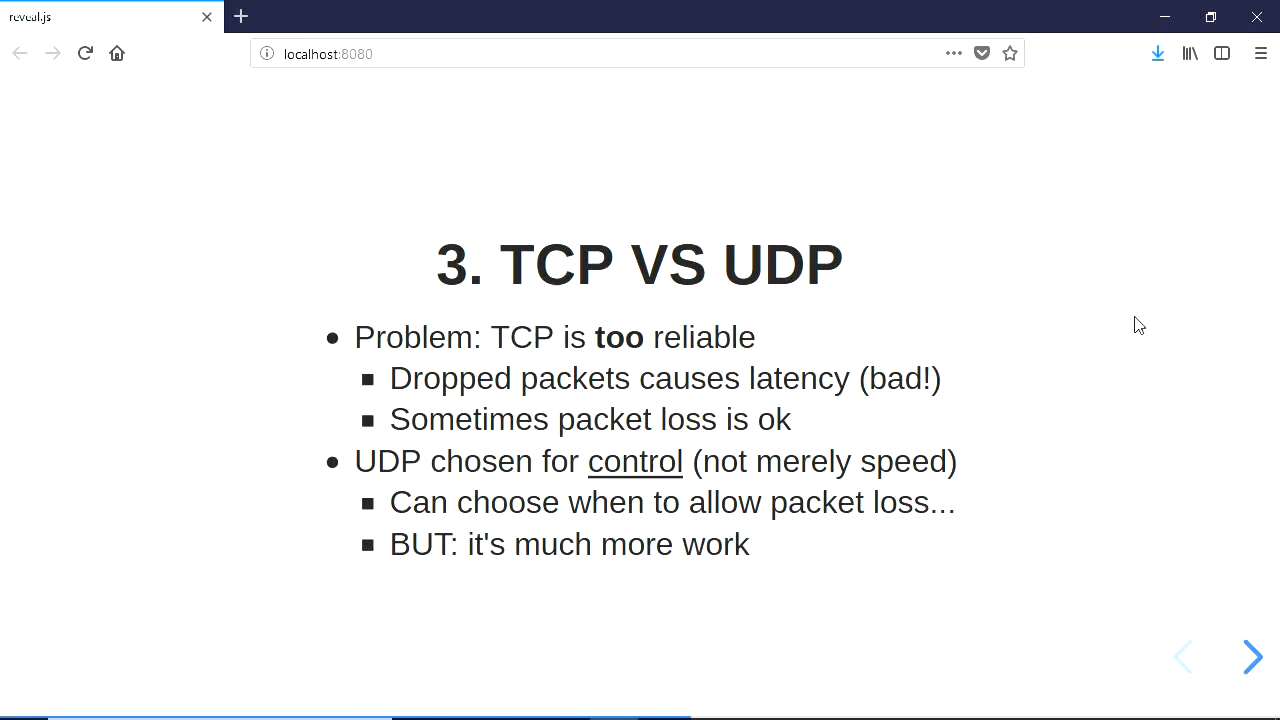 reveal.js
localhost:8080
3. TCP VS UDP
Problem: TCP is too reliable
Dropped packets causes latency (bad!)
Sometimes packet loss is ok
UDP chosen for control (not merely speed)
Can choose when to allow packet loss...
BUT: it's much more work